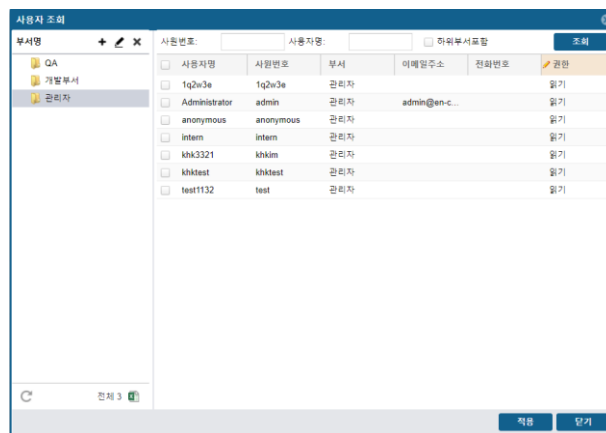 사용자 조회
부서명
사원번호: 사용자명: 하위부서포함 조회
QA
개발부서
관리자
사용자명 사원번호 부서 이메일주소 전화번호 권한
1q2w3e 1q2w3e 관리자 읽기
Administrator admin 관리자 admin@en-c... 읽기
anonymous anonymous 관리자 읽기
intern intern 관리자 읽기
khk3321 khkim 관리자 읽기
khktest khktest 관리자 읽기
test1132 test 관리자 읽기
전체 3
적용 닫기